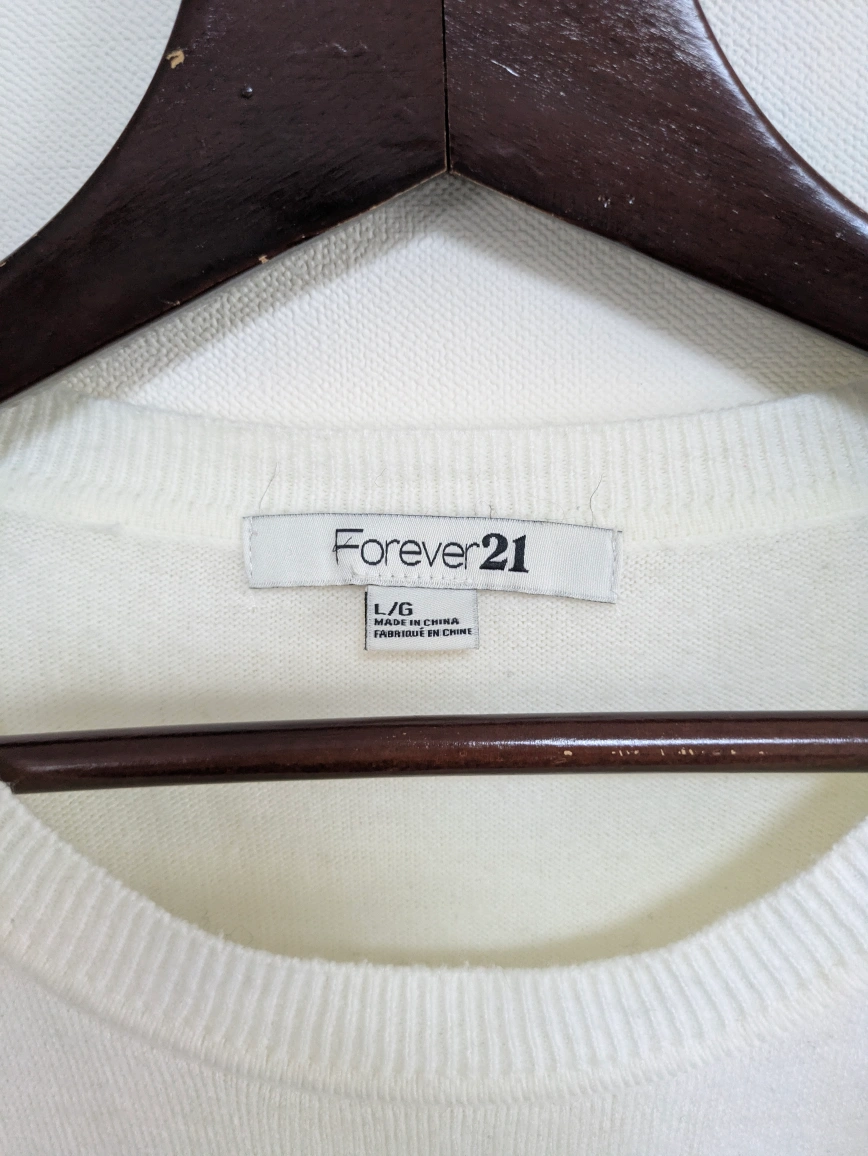 Forever21
L/G
MADE IN CHINA
FABRIQUÉ EN CHINE